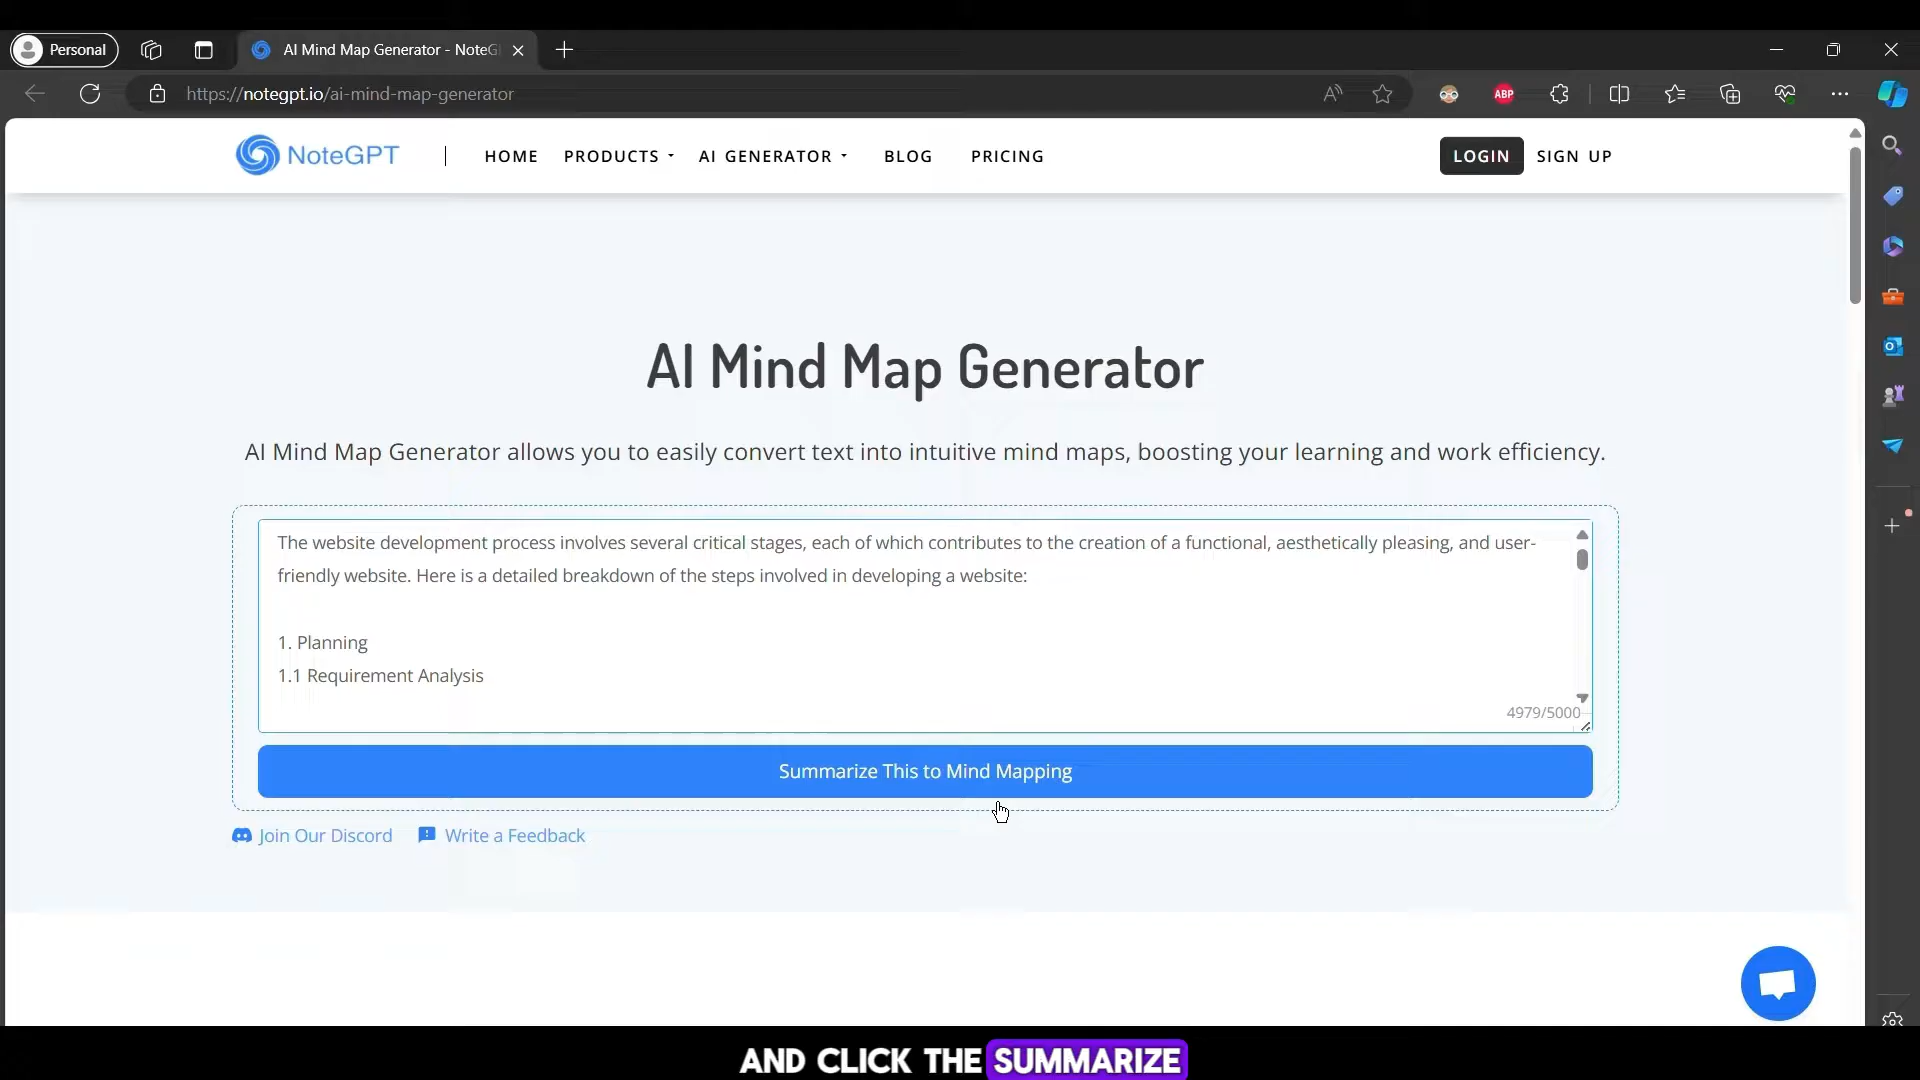 Personal
AI Mind Map Generator - NoteG
https://notegpt.io/ai-mind-map-generator
ABP
NoteGPT
HOME
PRODUCTS
AI GENERATOR
BLOG
PRICING
LOGIN
SIGN UP
AI Mind Map Generator
AI Mind Map Generator allows you to easily convert text into intuitive mind maps, boosting your learning and work efficiency.
The website development process involves several critical stages, each of which contributes to the creation of a functional, aesthetically pleasing, and user-
friendly website. Here is a detailed breakdown of the steps involved in developing a website:
1. Planning
1.1 Requirement Analysis
4979/5000
Summarize This to Mind Mapping
Join Our Discord
Write a Feedback
AND CLICK THE SUMMARIZE